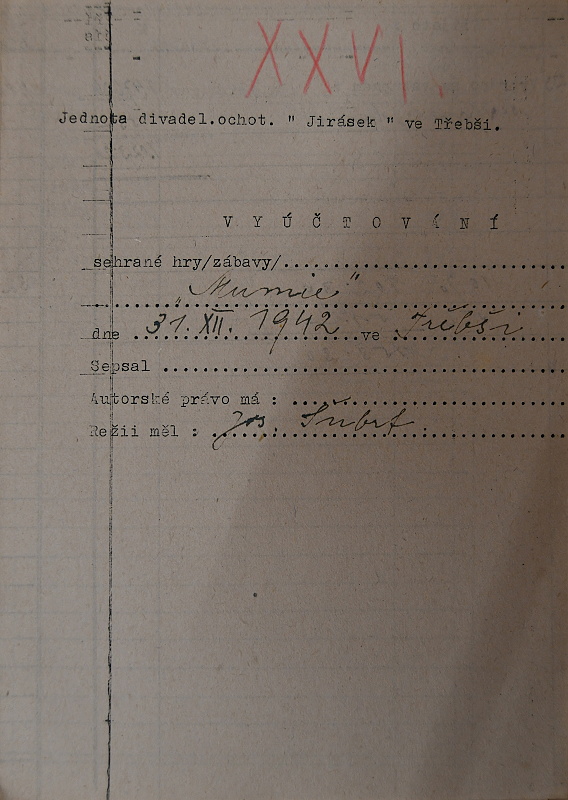 XXVI.
Jednota divadel.ochot. " Jirásek " ve Třebši.
V Y Ú Č T O V Á N Í
sehrané hry/zábavy/..............................
"Mumie"
dne 31. XII. 1942 ve Třebši
Sepsal ..............................
Autorské právo má : ..............................
Režii měl : Jos. Šubrt